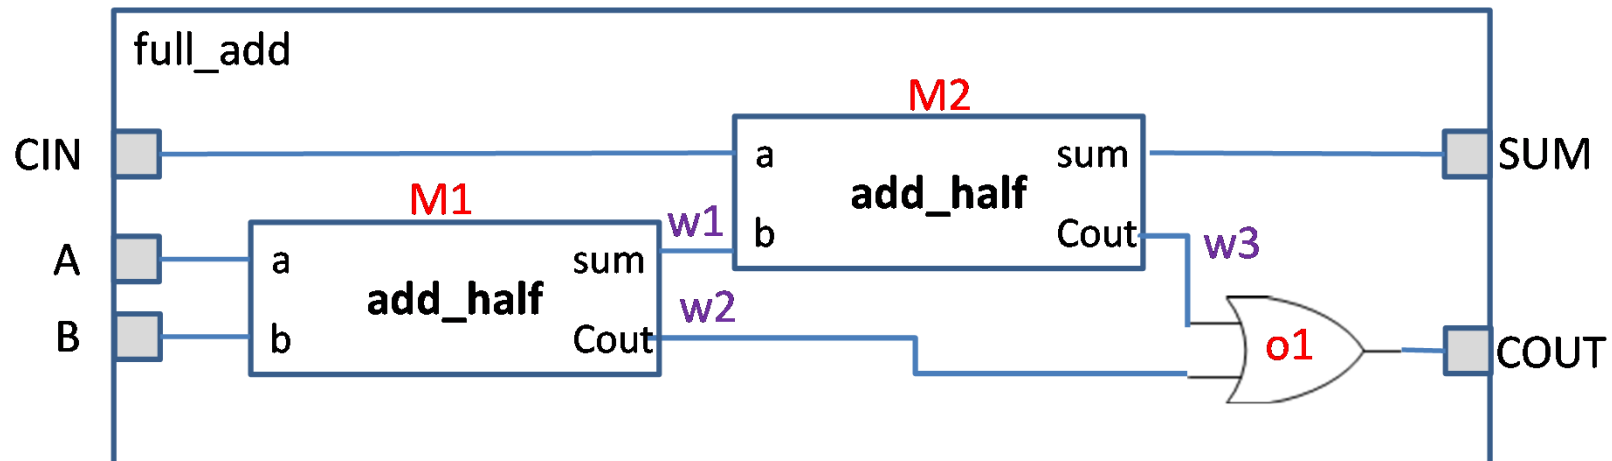 full_add
M2
CIN
a
sum
SUM
add_half
M1
w1
b
Cout
w3
A
a
sum
add_half
w2
B
b
Cout
o1
COUT